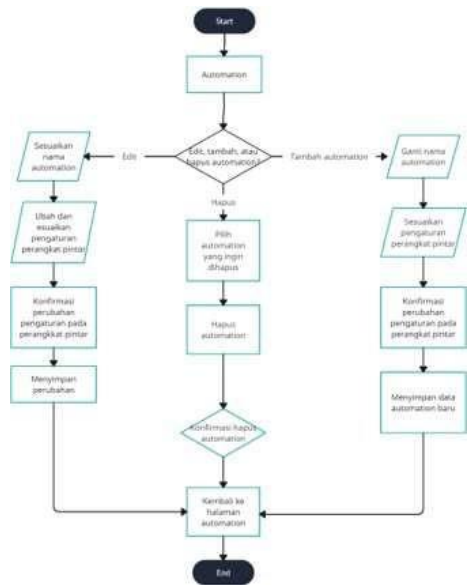 Start
Automation
Edit, tambah, atau
hapus automation?
Edit
Tambah automation
Hapus
Sesuaikan
nama
automation
Ubah dan
esuaikan
pengaturan
perangkat pintar
Konfirmasi
perubahan
pengaturan pada
perangkkat pintar
Menyimpan
perubahan
Pilih
automation
yang ingin
dihapus
Hapus
automation
Konfirmasi hapus
automation
Ganti nama
automation
Sesuaikan
pengaturan
perangkat pintar
Konfirmasi
perubahan
pengaturan pada
perangkat pintar
Menyimpan data
automation baru
Kembali ke
halaman
automation
End